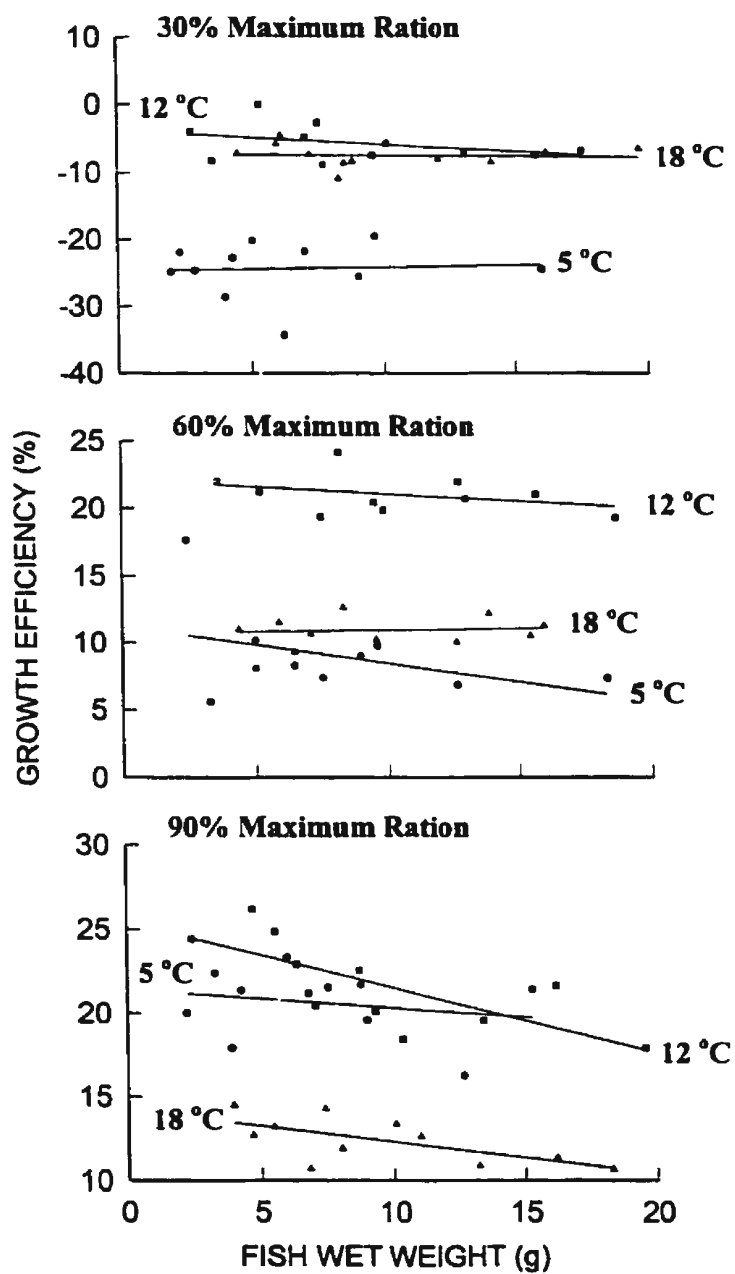 30% Maximum Ration
10
0
-10
-20
-30
-40
12 °C
18 °C
5 °C
60% Maximum Ration
25
20
15
10
5
0
12 °C
18 °C
5 °C
GROWTH EFFICIENCY (%)
90% Maximum Ration
30
25
20
15
10
5 °C
12 °C
18 °C
0 5 10 15 20
FISH WET WEIGHT (g)